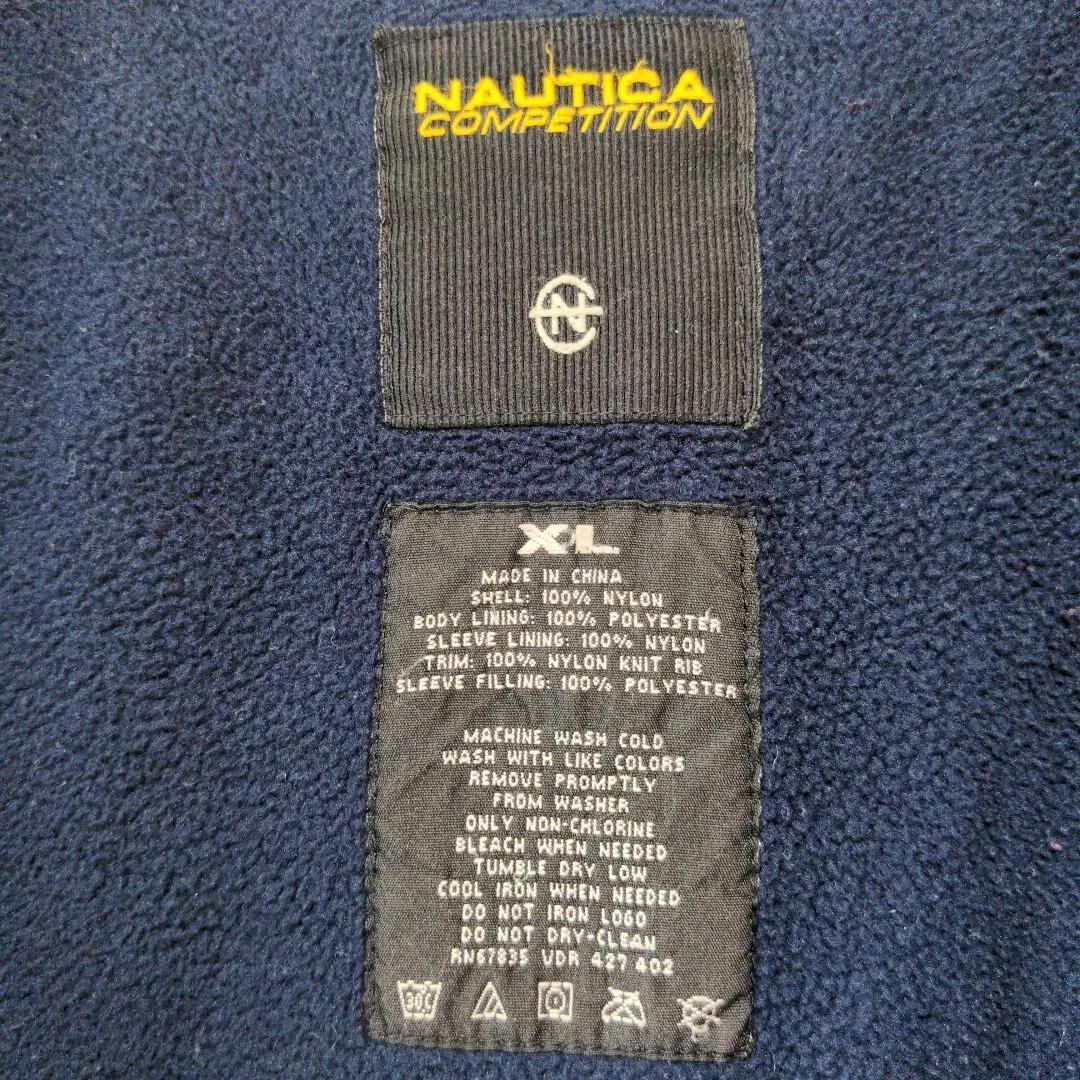 NAUTICA
COMPETITION
N
XL
MADE IN CHINA
SHELL: 100% NYLON
BODY LINING: 100% POLYESTER
SLEEVE LINING: 100% NYLON
TRIM: 100% NYLON KNIT RIB
SLEEVE FILLING: 100% POLYESTER
MACHINE WASH COLD
WASH WITH LIKE COLORS
REMOVE PROMPTLY
FROM WASHER
ONLY NON-CHLORINE
BLEACH WHEN NEEDED
TUMBLE DRY LOW
COOL IRON WHEN NEEDED
DO NOT IRON LOGO
DO NOT DRY-CLEAN
RN67835 VDR 427 402
30C